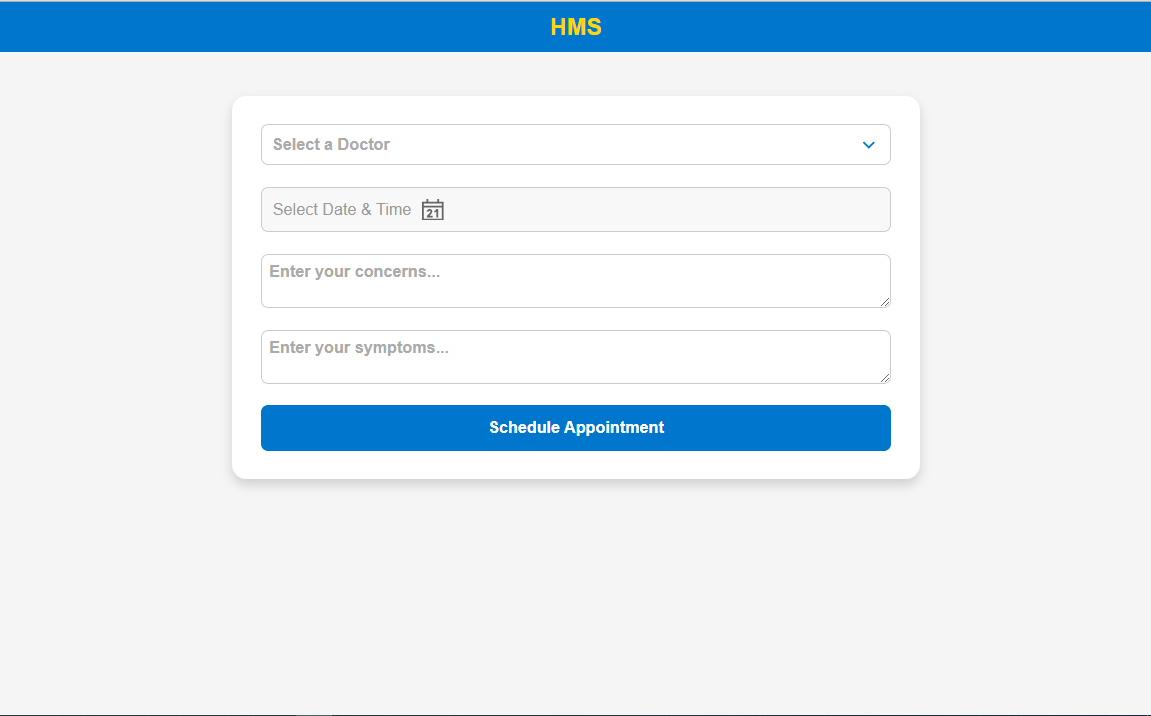 HMS
Select a Doctor
Select Date & Time 21
Enter your concerns...
Enter your symptoms...
Schedule Appointment